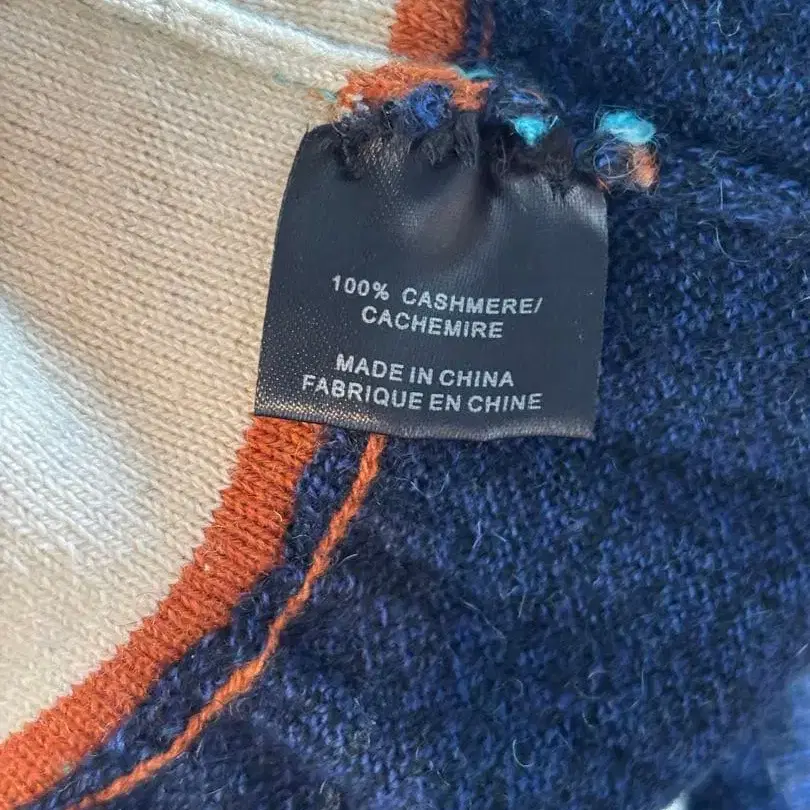 100% CASHMERE/
CACHEMIRE
MADE IN CHINA
FABRIQUE EN CHINE